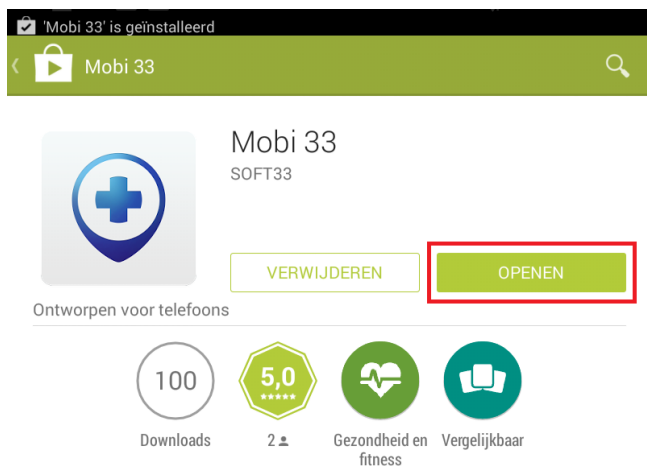 'Mobi 33' is geïnstalleerd
Mobi 33
Mobi 33
SOFT33
VERWIJDEREN
OPENEN
Ontworpen voor telefoons
100
5,0
Downloads
2
Gezondheid en
fitness
Vergelijkbaar